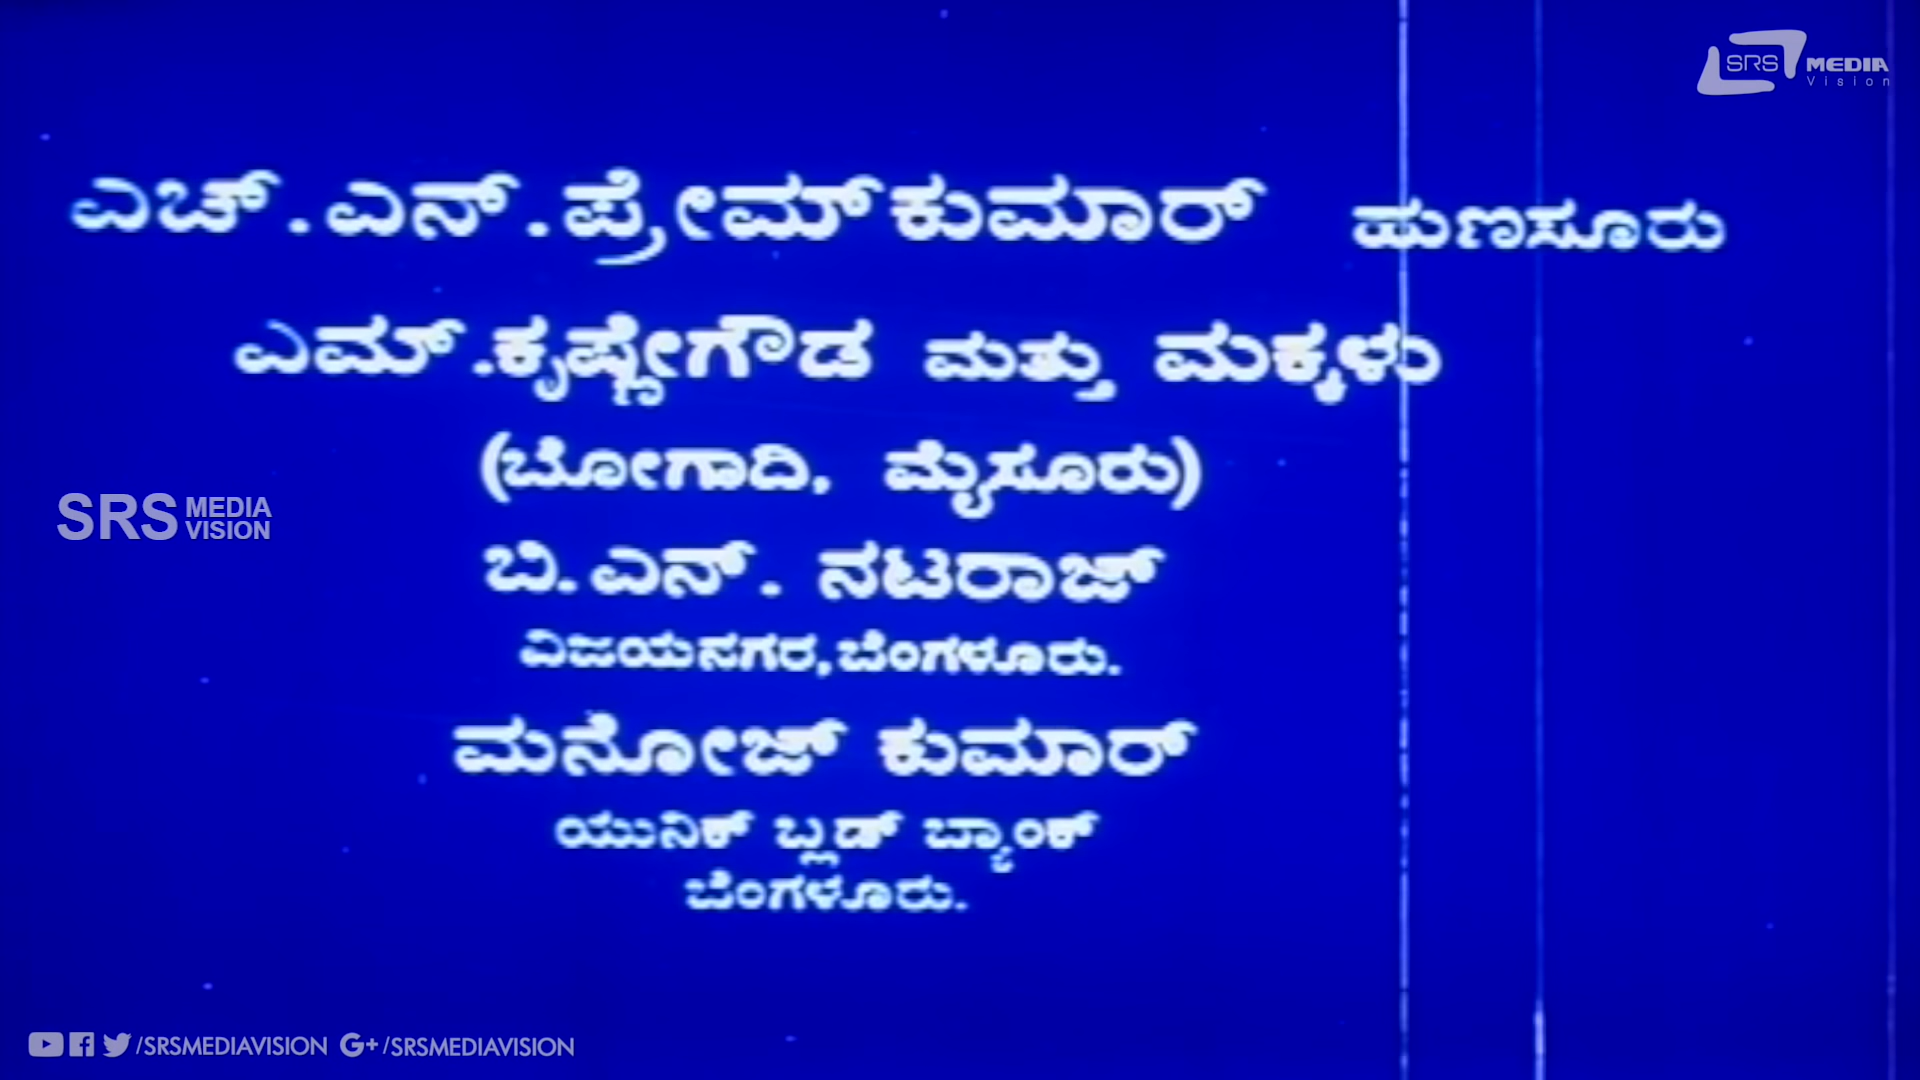 SRS MEDIA
Vision
ಎಚ್.ಎನ್.ಪ್ರೇಮ್‌ಕುಮಾರ್ ಹುಣಸೂರು
ಎಮ್.ಕೃಷ್ಣೇಗೌಡ ಮತ್ತು ಮಕ್ಕಳು
(ಬೋಗಾದಿ, ಮೈಸೂರು)
SRS MEDIA VISION
ಬಿ.ಎನ್. ನಟರಾಜ್
ವಿಜಯನಗರ,ಬೆಂಗಳೂರು.
ಮನೋಜ್ ಕುಮಾರ್
ಯುನಿಕ್ ಬ್ಲಡ್ ಬ್ಯಾಂಕ್
ಬೆಂಗಳೂರು.
/SRSMEDIAVISION G+/SRSMEDIAVISION